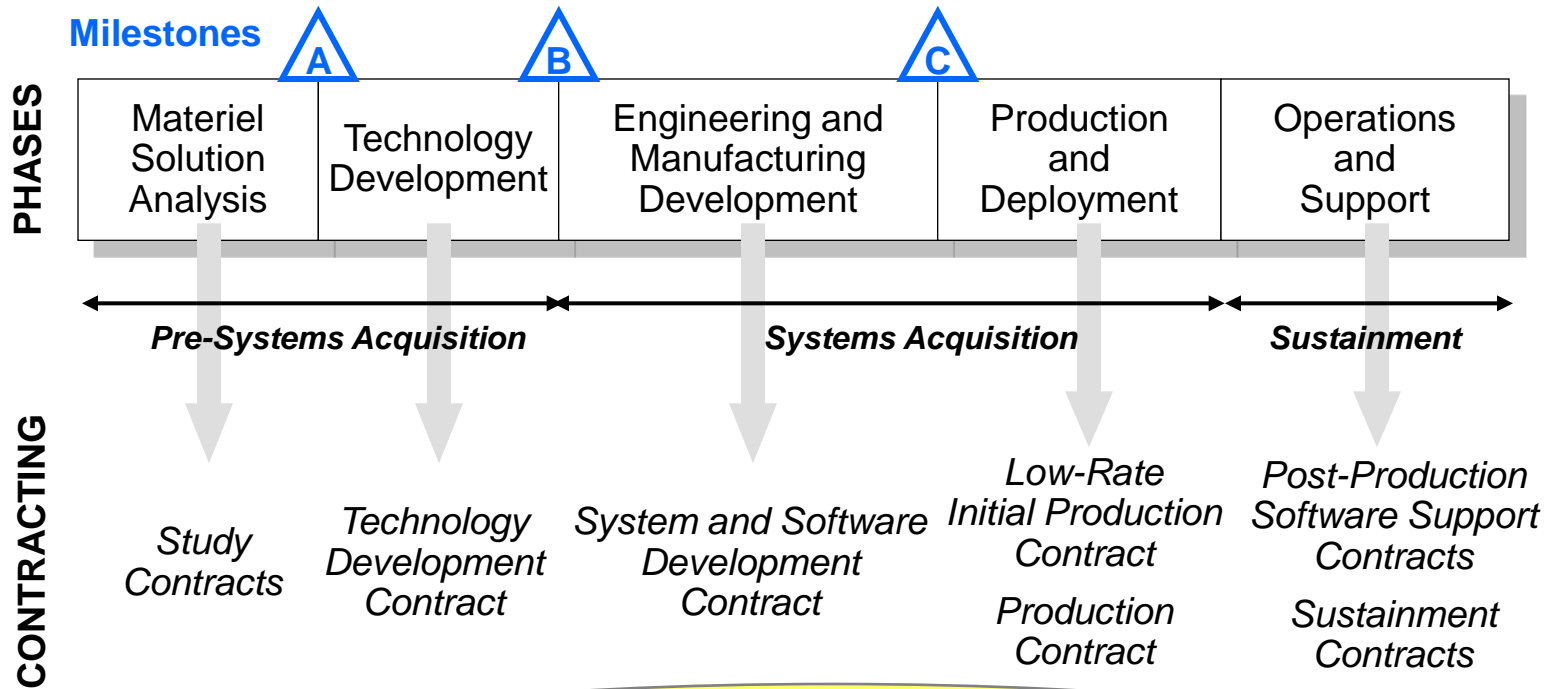 Milestones
A
B
C
PHASES
Materiel
Solution
Analysis
Technology
Development
Engineering and
Manufacturing
Development
Production
and
Deployment
Operations
and
Support
Pre-Systems Acquisition
Systems Acquisition
Sustainment
CONTRACTING
Study
Contracts
Technology
Development
Contract
System and Software
Development
Contract
Low-Rate
Initial Production
Contract
Production
Contract
Post-Production
Software Support
Contracts
Sustainment
Contracts